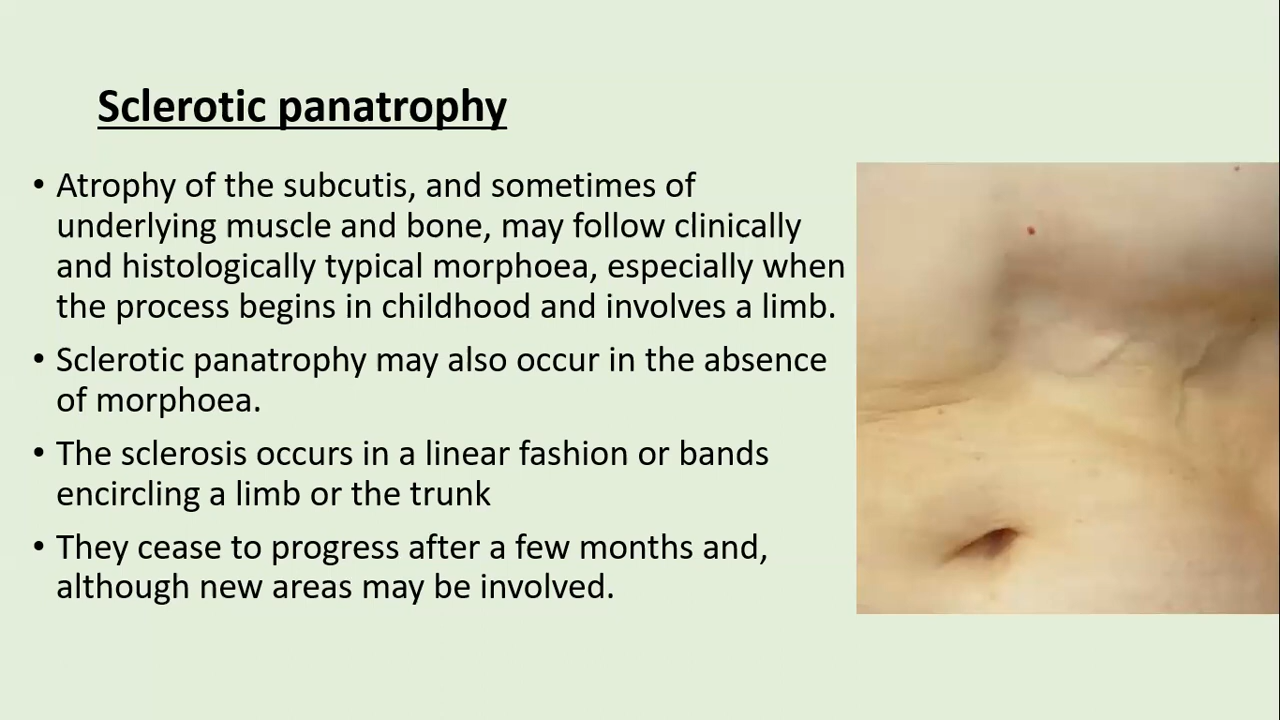 Sclerotic panatrophy
• Atrophy of the subcutis, and sometimes of
underlying muscle and bone, may follow clinically
and histologically typical morphoea, especially when
the process begins in childhood and involves a limb.
• Sclerotic panatrophy may also occur in the absence
of morphoea.
• The sclerosis occurs in a linear fashion or bands
encircling a limb or the trunk
• They cease to progress after a few months and,
although new areas may be involved.